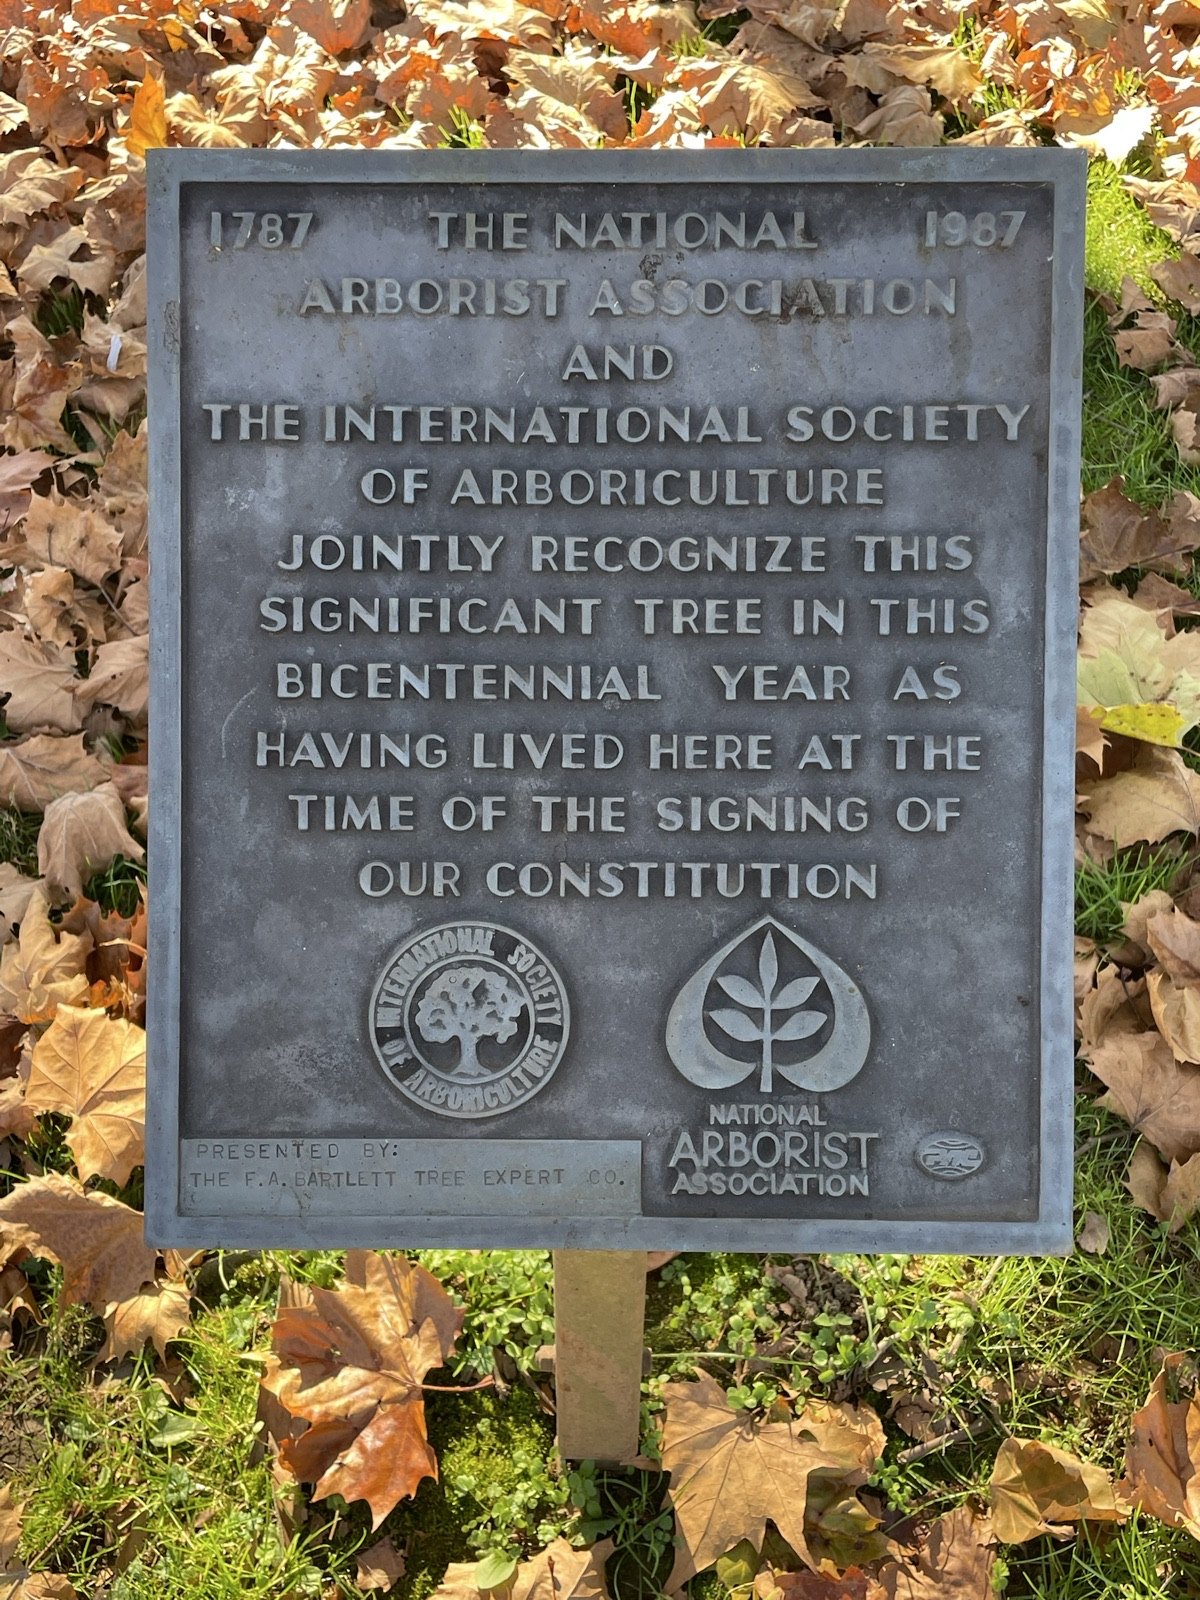 1787 THE NATIONAL 1987
ARBORIST ASSOCIATION
AND
THE INTERNATIONAL SOCIETY
OF ARBORICULTURE
JOINTLY RECOGNIZE THIS
SIGNIFICANT TREE IN THIS
BICENTENNIAL YEAR AS
HAVING LIVED HERE AT THE
TIME OF THE SIGNING OF
OUR CONSTITUTION
INTERNATIONAL SOCIETY
OF ARBORICULTURE
NATIONAL
ARBORIST
ASSOCIATION
PRESENTED BY:
THE F.A. BARTLETT TREE EXPERT CO.